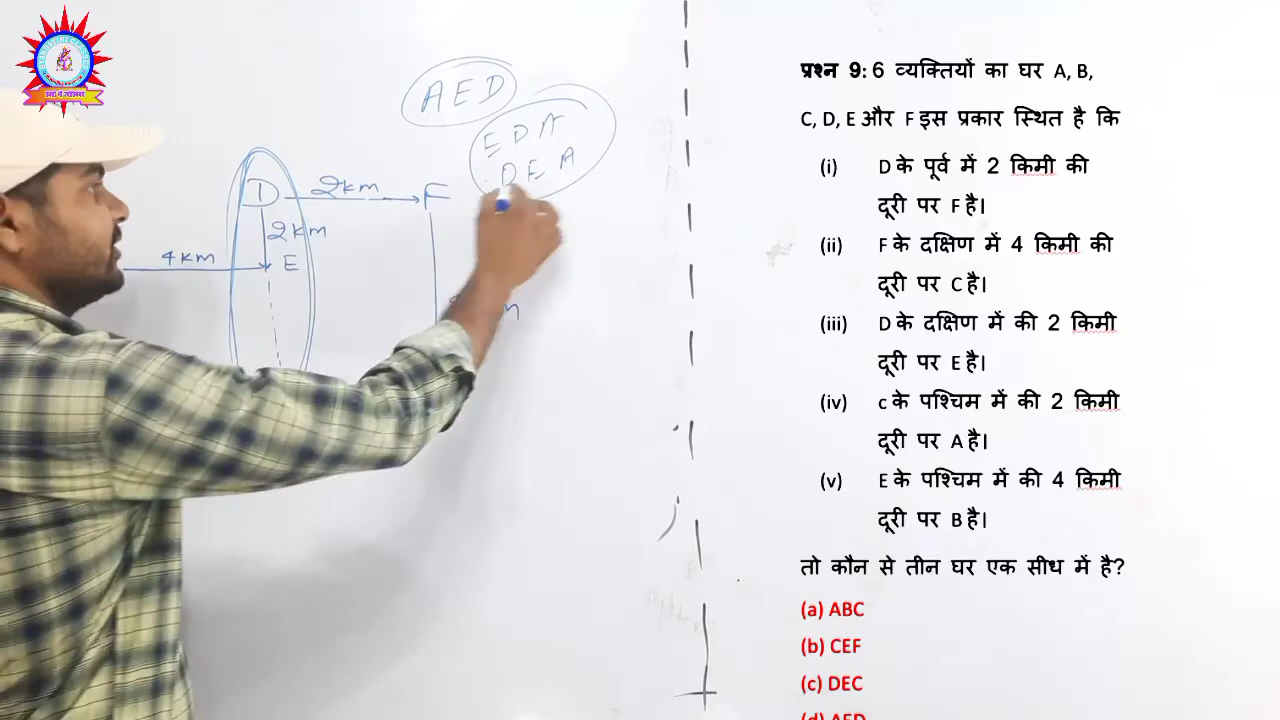 AED
EDA
DEA
D 2km F
2km
4km E
प्रश्न 9: 6 व्यक्तियों का घर A, B,
C, D, E और F इस प्रकार स्थित है कि
(i) D के पूर्व में 2 किमी की
दूरी पर F है।
(ii) F के दक्षिण में 4 किमी की
दूरी पर C है।
(iii) D के दक्षिण में की 2 किमी
दूरी पर E है।
(iv) c के पश्चिम में की 2 किमी
दूरी पर A है।
(v) E के पश्चिम में की 4 किमी
दूरी पर B है।
तो कौन से तीन घर एक सीध में है?
(a) ABC
(b) CEF
(c) DEC
(d) AED